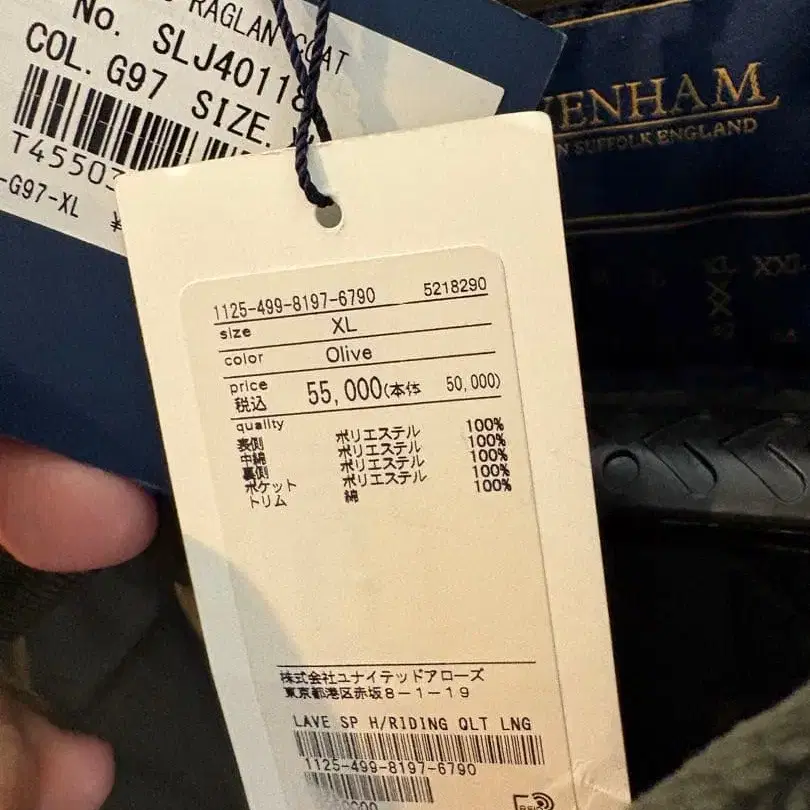 RAGLAN COAT
No. SLJ40118
COL. G97 SIZE.
T45503
-G97-XL ¥
VENHAM
SUFFOLK ENGLAND
XL XXL
1125-499-8197-6790 5218290
size XL
color Olive
price
税込 55,000(本体 50,000)
quality
表側 ポリエステル 100%
中綿 ポリエステル 100%
裏側 ポリエステル 100%
ポケット ポリエステル 100%
トリム 綿 100%
株式会社ユナイテッドアローズ
東京都港区赤坂8-1-19
LAVE SP H/RIDING QLT LNG
1125-499-8197-6790